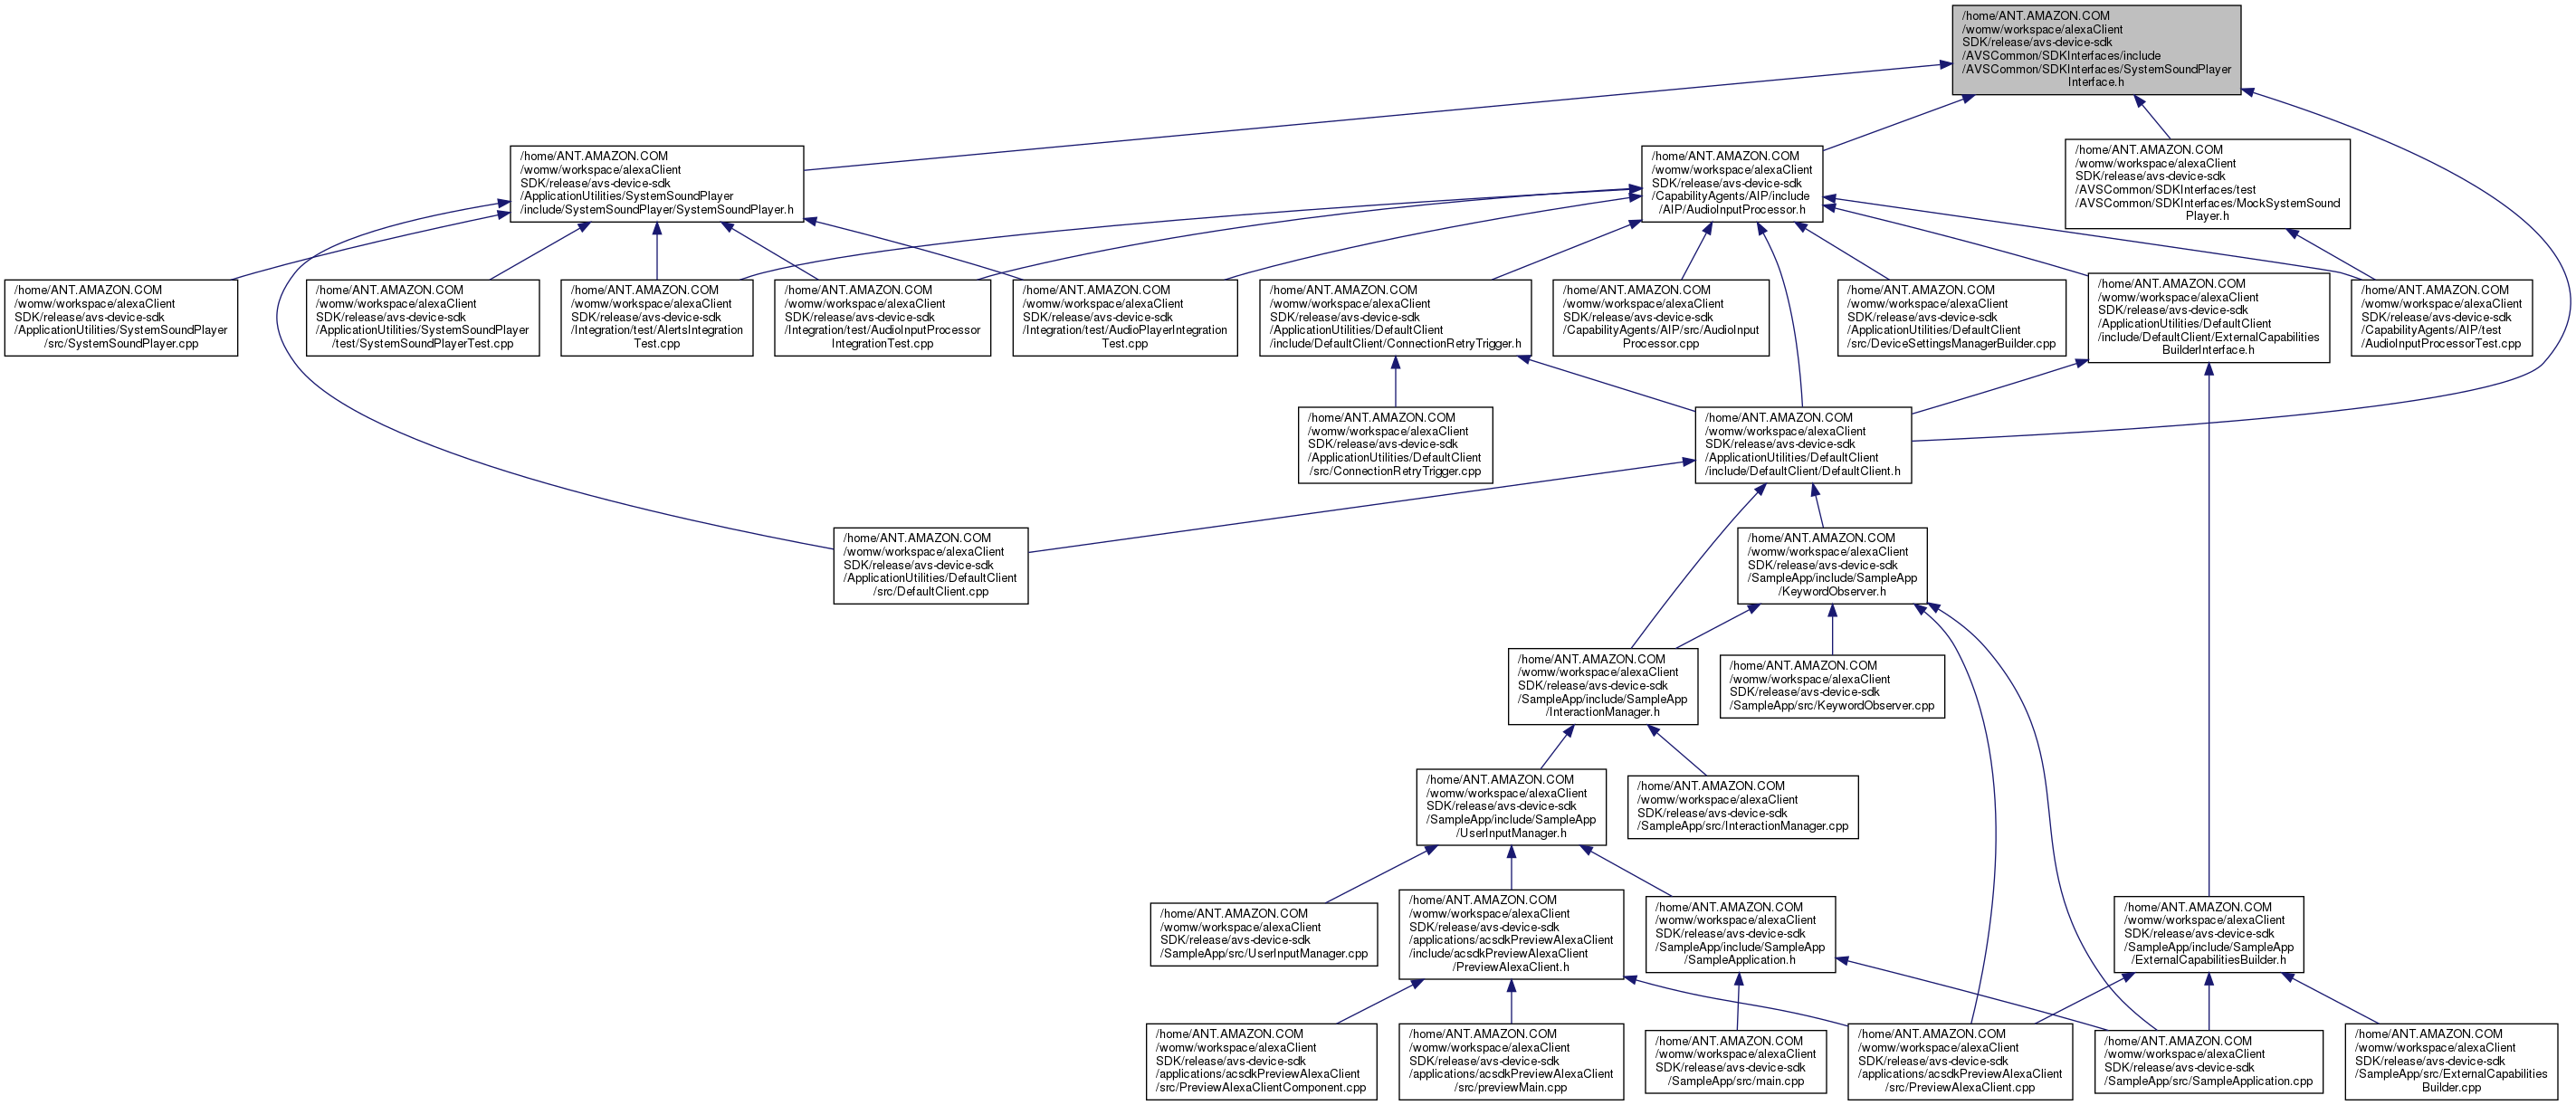 /home/ANT.AMAZON.COM
/womw/workspace/alexaClient
SDK/release/avs-device-sdk
/AVSCommon/SDKInterfaces/include
/AVSCommon/SDKInterfaces/SystemSoundPlayer
Interface.h
/home/ANT.AMAZON.COM
/womw/workspace/alexaClient
SDK/release/avs-device-sdk
/ApplicationUtilities/SystemSoundPlayer
/include/SystemSoundPlayer/SystemSoundPlayer.h
/home/ANT.AMAZON.COM
/womw/workspace/alexaClient
SDK/release/avs-device-sdk
/CapabilityAgents/AIP/include
/AIP/AudioInputProcessor.h
/home/ANT.AMAZON.COM
/womw/workspace/alexaClient
SDK/release/avs-device-sdk
/AVSCommon/SDKInterfaces/test
/AVSCommon/SDKInterfaces/MockSystemSound
Player.h
/home/ANT.AMAZON.COM
/womw/workspace/alexaClient
SDK/release/avs-device-sdk
/ApplicationUtilities/SystemSoundPlayer
/src/SystemSoundPlayer.cpp
/home/ANT.AMAZON.COM
/womw/workspace/alexaClient
SDK/release/avs-device-sdk
/ApplicationUtilities/SystemSoundPlayer
/test/SystemSoundPlayerTest.cpp
/home/ANT.AMAZON.COM
/womw/workspace/alexaClient
SDK/release/avs-device-sdk
/Integration/test/AlertsIntegration
Test.cpp
/home/ANT.AMAZON.COM
/womw/workspace/alexaClient
SDK/release/avs-device-sdk
/Integration/test/AudioInputProcessor
IntegrationTest.cpp
/home/ANT.AMAZON.COM
/womw/workspace/alexaClient
SDK/release/avs-device-sdk
/Integration/test/AudioPlayerIntegration
Test.cpp
/home/ANT.AMAZON.COM
/womw/workspace/alexaClient
SDK/release/avs-device-sdk
/ApplicationUtilities/DefaultClient
/include/DefaultClient/ConnectionRetryTrigger.h
/home/ANT.AMAZON.COM
/womw/workspace/alexaClient
SDK/release/avs-device-sdk
/CapabilityAgents/AIP/src/AudioInput
Processor.cpp
/home/ANT.AMAZON.COM
/womw/workspace/alexaClient
SDK/release/avs-device-sdk
/ApplicationUtilities/DefaultClient
/src/DeviceSettingsManagerBuilder.cpp
/home/ANT.AMAZON.COM
/womw/workspace/alexaClient
SDK/release/avs-device-sdk
/ApplicationUtilities/DefaultClient
/include/DefaultClient/ExternalCapabilities
BuilderInterface.h
/home/ANT.AMAZON.COM
/womw/workspace/alexaClient
SDK/release/avs-device-sdk
/CapabilityAgents/AIP/test
/AudioInputProcessorTest.cpp
/home/ANT.AMAZON.COM
/womw/workspace/alexaClient
SDK/release/avs-device-sdk
/ApplicationUtilities/DefaultClient
/src/ConnectionRetryTrigger.cpp
/home/ANT.AMAZON.COM
/womw/workspace/alexaClient
SDK/release/avs-device-sdk
/ApplicationUtilities/DefaultClient
/include/DefaultClient/DefaultClient.h
/home/ANT.AMAZON.COM
/womw/workspace/alexaClient
SDK/release/avs-device-sdk
/ApplicationUtilities/DefaultClient
/src/DefaultClient.cpp
/home/ANT.AMAZON.COM
/womw/workspace/alexaClient
SDK/release/avs-device-sdk
/SampleApp/include/SampleApp
/KeywordObserver.h
/home/ANT.AMAZON.COM
/womw/workspace/alexaClient
SDK/release/avs-device-sdk
/SampleApp/include/SampleApp
/InteractionManager.h
/home/ANT.AMAZON.COM
/womw/workspace/alexaClient
SDK/release/avs-device-sdk
/SampleApp/src/KeywordObserver.cpp
/home/ANT.AMAZON.COM
/womw/workspace/alexaClient
SDK/release/avs-device-sdk
/SampleApp/include/SampleApp
/UserInputManager.h
/home/ANT.AMAZON.COM
/womw/workspace/alexaClient
SDK/release/avs-device-sdk
/SampleApp/src/InteractionManager.cpp
/home/ANT.AMAZON.COM
/womw/workspace/alexaClient
SDK/release/avs-device-sdk
/SampleApp/src/UserInputManager.cpp
/home/ANT.AMAZON.COM
/womw/workspace/alexaClient
SDK/release/avs-device-sdk
/applications/acsdkPreviewAlexaClient
/include/acsdkPreviewAlexaClient
/PreviewAlexaClient.h
/home/ANT.AMAZON.COM
/womw/workspace/alexaClient
SDK/release/avs-device-sdk
/SampleApp/include/SampleApp
/SampleApplication.h
/home/ANT.AMAZON.COM
/womw/workspace/alexaClient
SDK/release/avs-device-sdk
/SampleApp/include/SampleApp
/ExternalCapabilitiesBuilder.h
/home/ANT.AMAZON.COM
/womw/workspace/alexaClient
SDK/release/avs-device-sdk
/applications/acsdkPreviewAlexaClient
/src/PreviewAlexaClientComponent.cpp
/home/ANT.AMAZON.COM
/womw/workspace/alexaClient
SDK/release/avs-device-sdk
/applications/acsdkPreviewAlexaClient
/src/previewMain.cpp
/home/ANT.AMAZON.COM
/womw/workspace/alexaClient
SDK/release/avs-device-sdk
/SampleApp/src/main.cpp
/home/ANT.AMAZON.COM
/womw/workspace/alexaClient
SDK/release/avs-device-sdk
/applications/acsdkPreviewAlexaClient
/src/PreviewAlexaClient.cpp
/home/ANT.AMAZON.COM
/womw/workspace/alexaClient
SDK/release/avs-device-sdk
/SampleApp/src/SampleApplication.cpp
/home/ANT.AMAZON.COM
/womw/workspace/alexaClient
SDK/release/avs-device-sdk
/SampleApp/src/ExternalCapabilities
Builder.cpp